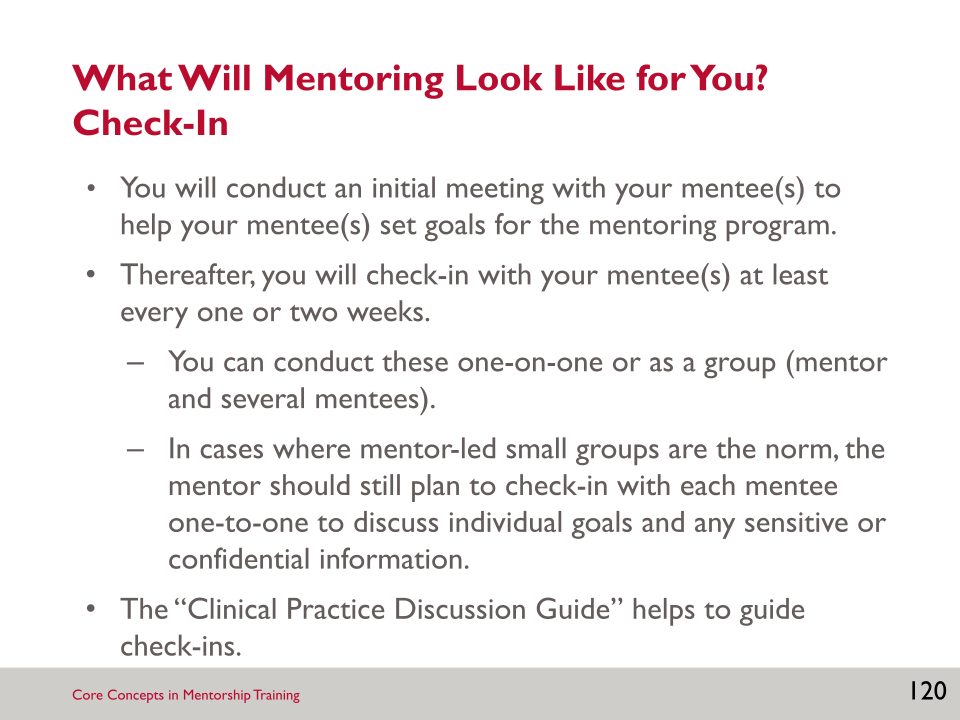 What Will Mentoring Look Like for You?
Check-In
• You will conduct an initial meeting with your mentee(s) to
help your mentee(s) set goals for the mentoring program.
• Thereafter, you will check-in with your mentee(s) at least
every one or two weeks.
– You can conduct these one-on-one or as a group (mentor
and several mentees).
– In cases where mentor-led small groups are the norm, the
mentor should still plan to check-in with each mentee
one-to-one to discuss individual goals and any sensitive or
confidential information.
• The “Clinical Practice Discussion Guide” helps to guide
check-ins.
Core Concepts in Mentorship Training
120